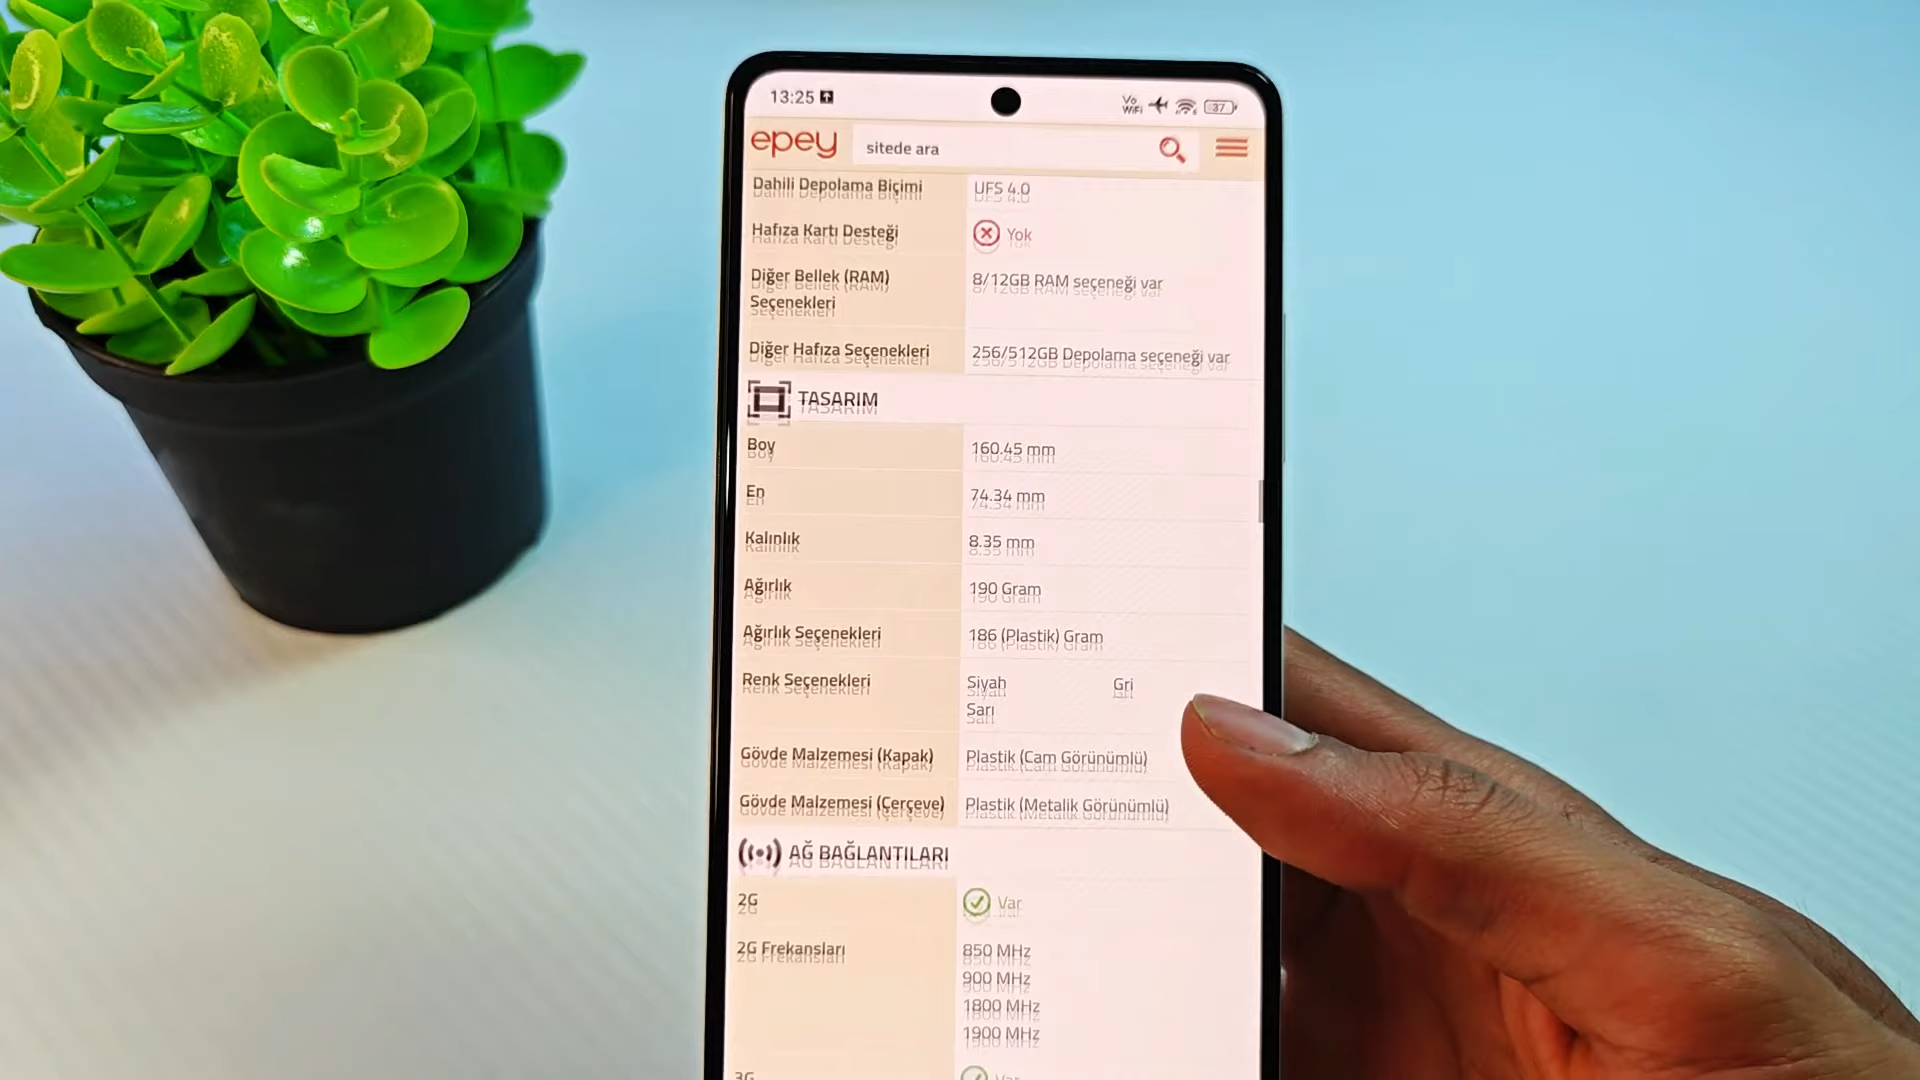 13:25
Vo
WiFi
37
epey
sitede ara
Dahili Depolama Biçimi
UFS 4.0
Hafıza Kartı Desteği
Yok
Diğer Bellek (RAM)
Seçenekleri
8/12GB RAM seçeneği var
Diğer Hafıza Seçenekleri
256/512GB Depolama seçeneği var
TASARIM
Boy
160.45 mm
En
74.34 mm
Kalınlık
8.35 mm
Ağırlık
190 Gram
Ağırlık Seçenekleri
186 (Plastik) Gram
Renk Seçenekleri
Siyah
Gri
Sarı
Gövde Malzemesi (Kapak)
Plastik (Cam Görünümlü)
Gövde Malzemesi (Çerçeve)
Plastik (Metalik Görünümlü)
AĞ BAĞLANTILARI
2G
Var
2G Frekansları
850 MHz
900 MHz
1800 MHz
1900 MHz
3G
Var